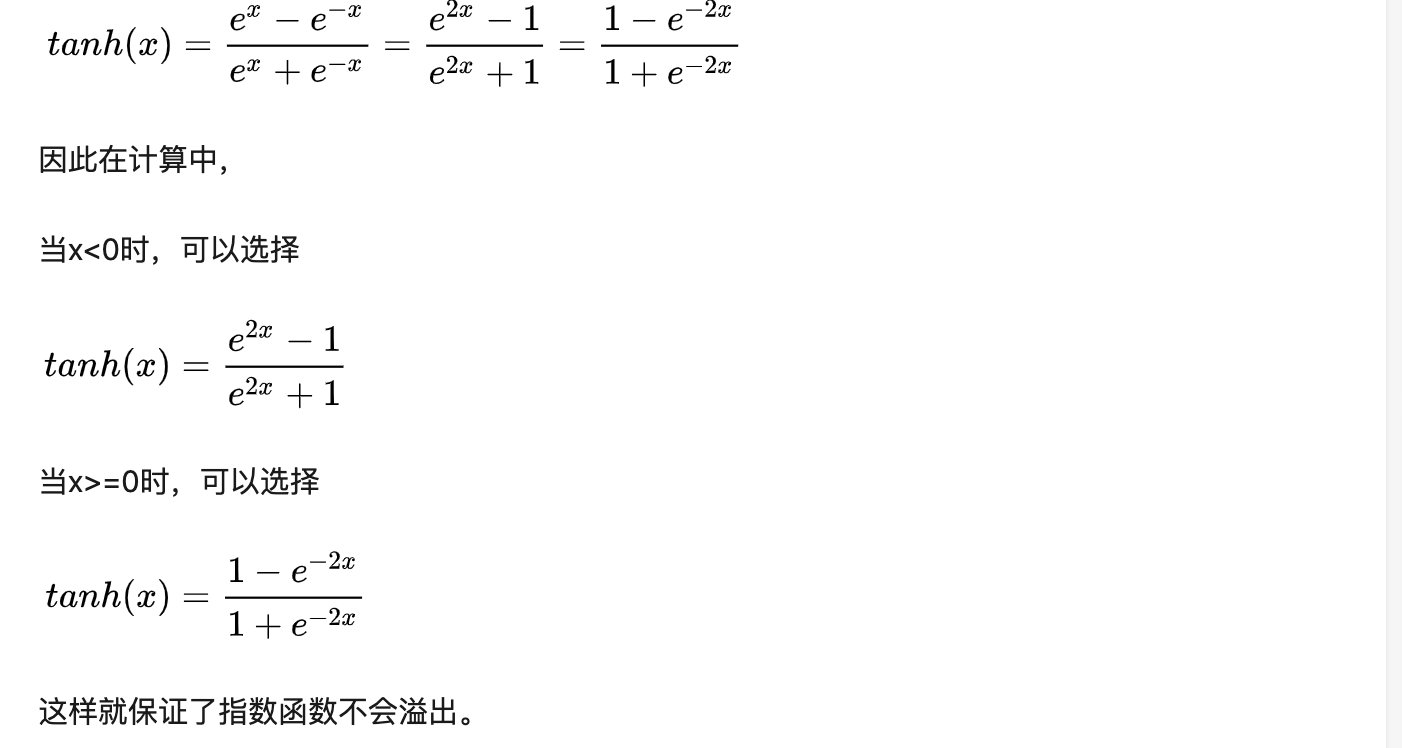 tanh(x) = \frac{e^x - e^{-x}}{e^x + e^{-x}} = \frac{e^{2x} - 1}{e^{2x} + 1} = \frac{1 - e^{-2x}}{1 + e^{-2x}}
因此在计算中，
当x<0时，可以选择
tanh(x) = \frac{e^{2x} - 1}{e^{2x} + 1}
当x>=0时，可以选择
tanh(x) = \frac{1 - e^{-2x}}{1 + e^{-2x}}
这样就保证了指数函数不会溢出。